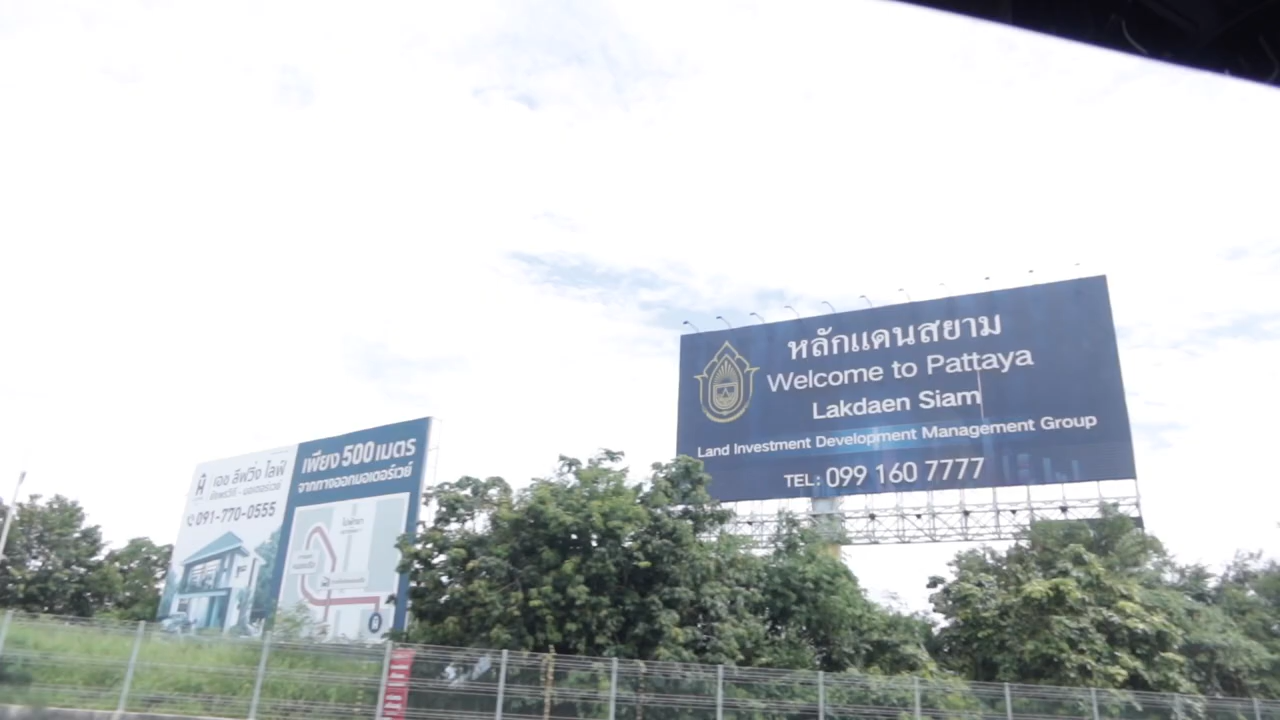 เอช ลีฟวิ่ง ไลฟ์
091-770-0555
เพียง 500 เมตร
จากทางออกมอเตอร์เวย์
หลักแดนสยาม
Welcome to Pattaya
Lakdaen Siam
Land Investment Development Management Group
TEL: 099 160 7777